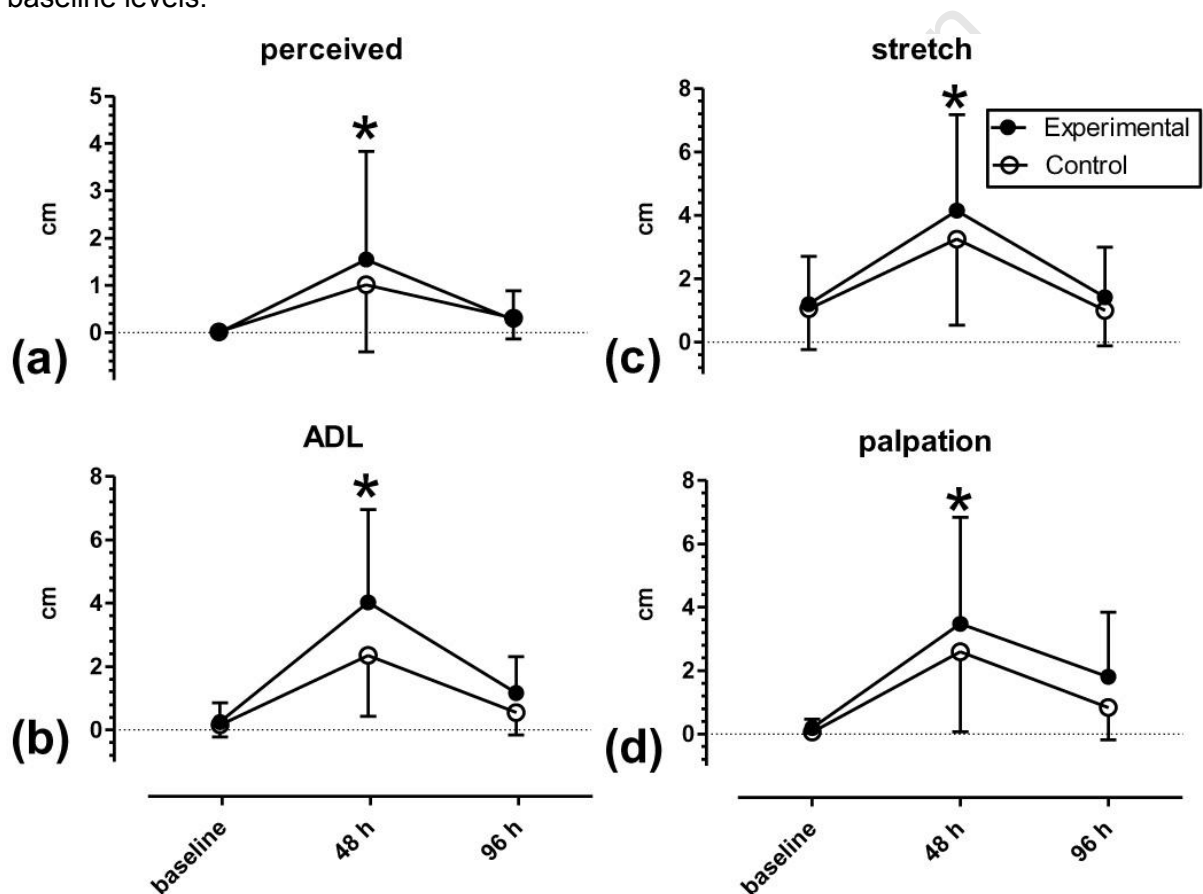 baseline levels.
perceived
5
4
3
2
1
0
cm
(a)
*
stretch
8
6
4
2
0
cm
(c)
*
Experimental
Control
ADL
8
6
4
2
0
cm
(b)
*
baseline
48 h
96 h
palpation
8
6
4
2
0
cm
(d)
*
baseline
48 h
96 h